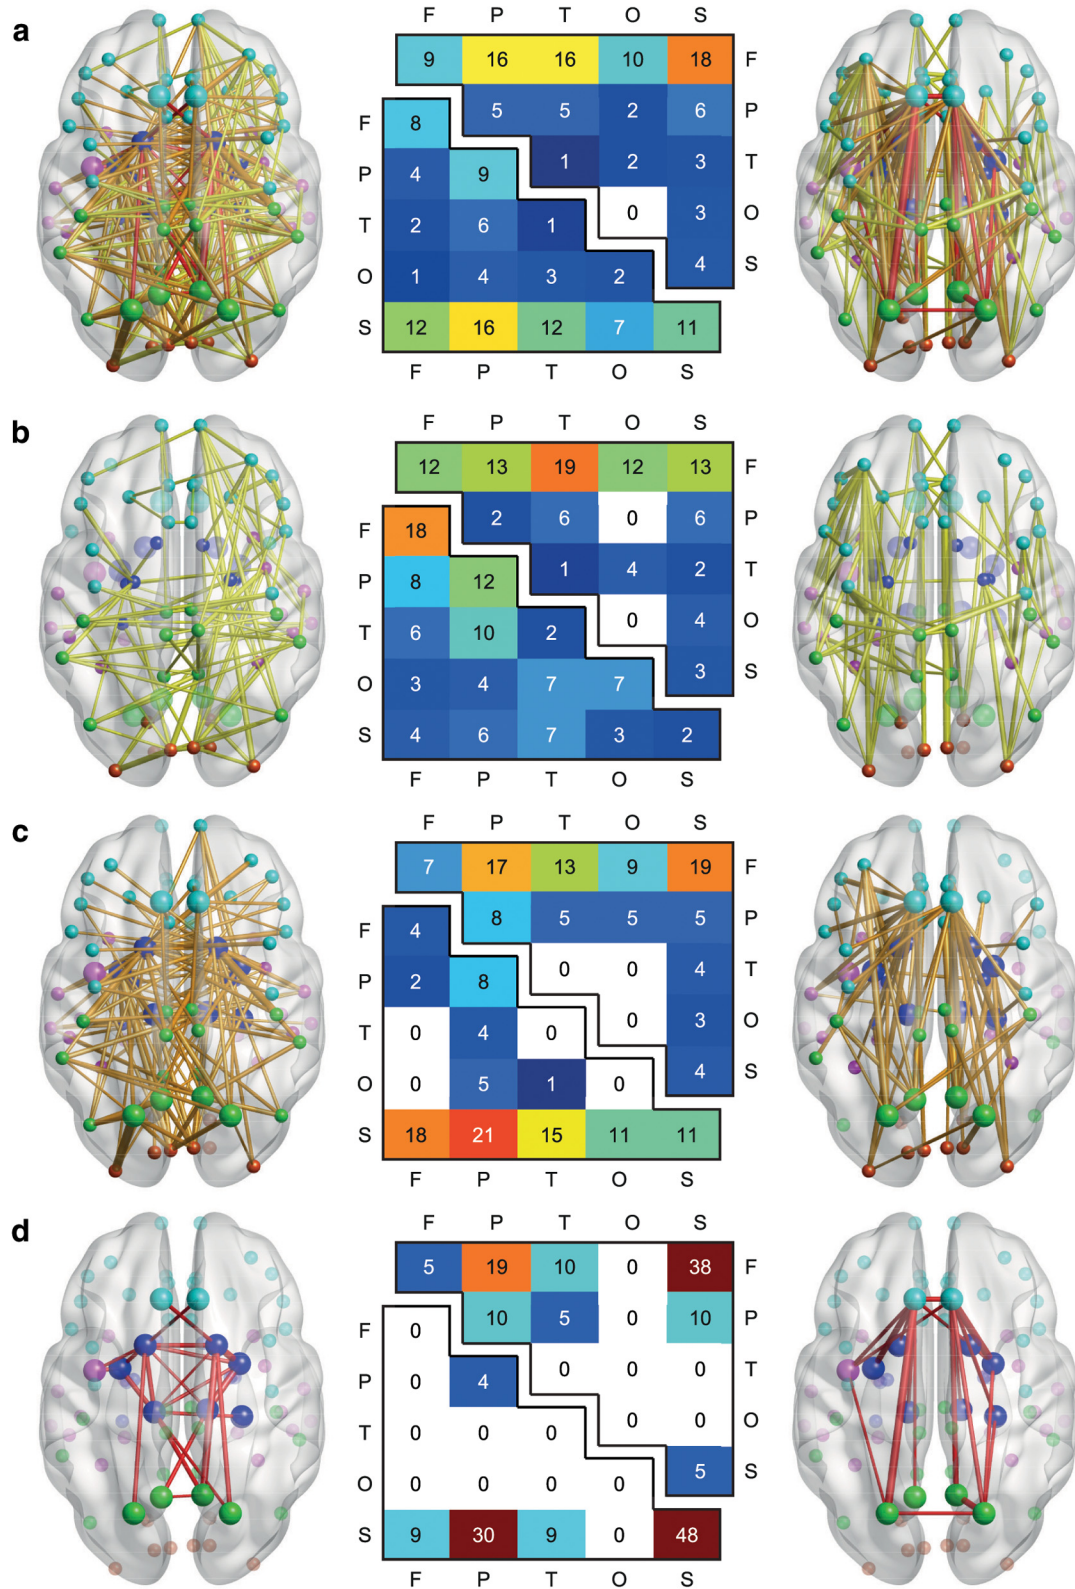 a
F P T O S
9 16 16 10 18 F
5 5 2 6 P
F 8
1 2 3 T
P 4 9
0 3 O
T 2 6 1
4 S
O 1 4 3 2
S 12 16 12 7 11
F P T O S
b
F P T O S
12 13 19 12 13 F
2 6 0 6 P
F 18
1 4 2 T
P 8 12
0 4 O
T 6 10 2
3 S
O 3 4 7 7
S 4 6 7 3 2
F P T O S
c
F P T O S
7 17 13 9 19 F
8 5 5 5 P
F 4
0 0 4 T
P 2 8
0 3 O
T 0 4 0
4 S
O 0 5 1 0
S 18 21 15 11 11
F P T O S
d
F P T O S
5 19 10 0 38 F
10 5 0 10 P
F 0
0 0 0 T
P 0 4
0 0 O
T 0 0 0
5 S
O 0 0 0 0
S 9 30 9 0 48
F P T O S